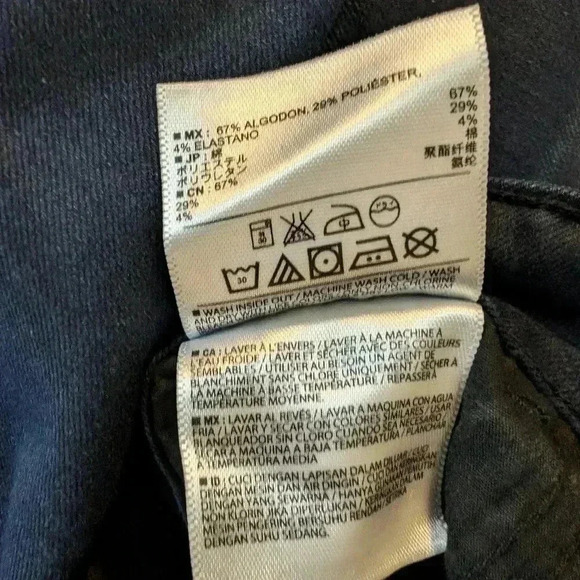 ■ MX : 67% ALGODON, 29% POLIÉSTER,
4% ELASTANO
■ JP : 綿 67%
ポリエステル 29%
ポリウレタン 4%
■ CN : 67% 棉
29% 聚酯纤维
4% 氨纶
30
■ WASH INSIDE OUT / MACHINE WASH COLD / WASH
■ CA : LAVER À L'ENVERS / LAVER À LA MACHINE À
L'EAU FROIDE / LAVER ET SÉCHER AVEC DES COULEURS
SEMBLABLES / UTILISER AU BESOIN UN AGENT DE
BLANCHIMENT SANS CHLORE UNIQUEMENT / SÉCHER À
LA MACHINE À BASSE TEMPÉRATURE / REPASSER À
TEMPÉRATURE MOYENNE.
■ MX : LAVAR AL REVÉS / LAVAR A MAQUINA CON AGUA
FRIA / LAVAR Y SECAR CON COLORES SIMILARES / USAR
BLANQUEADOR SIN CLORO CUANDO SEA NECESARIO /
SECAR A MAQUINA A BAJA TEMPERATURA / PLANCHAR
A TEMPERATURA MEDIA
■ ID : CUCI DENGAN LAPISAN DALAM DILUAR / CUCI
DENGAN MESIN DAN AIR DINGIN / CUCI DAN KERINGKAN
DENGAN YANG SEWARNA / HANYA PEMUTIH
NON KLORIN JIKA DIPERLUKAN / KERINGKAN
MESIN PENGERING BERSUHU RENDAH /
DENGAN SUHU SEDANG.